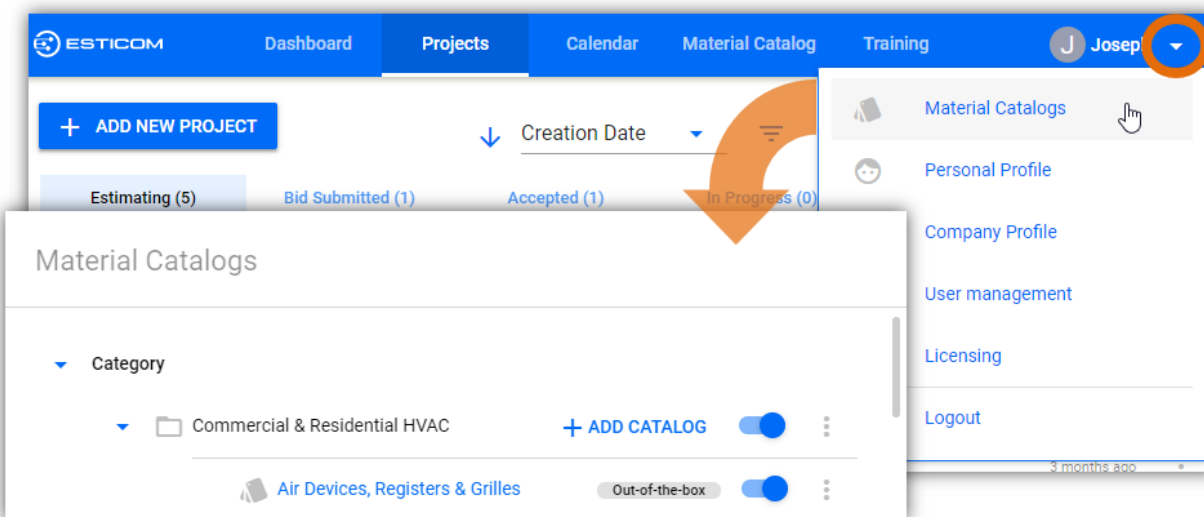 ESTICOM Dashboard Projects Calendar Material Catalog Training J Josep
+ ADD NEW PROJECT
Creation Date
Estimating (5) Bid Submitted (1) Accepted (1) In Progress (0)
Material Catalogs
Personal Profile
Company Profile
User management
Licensing
Logout
3 months ago
Material Catalogs
Category
Commercial & Residential HVAC + ADD CATALOG
Air Devices, Registers & Grilles Out-of-the-box